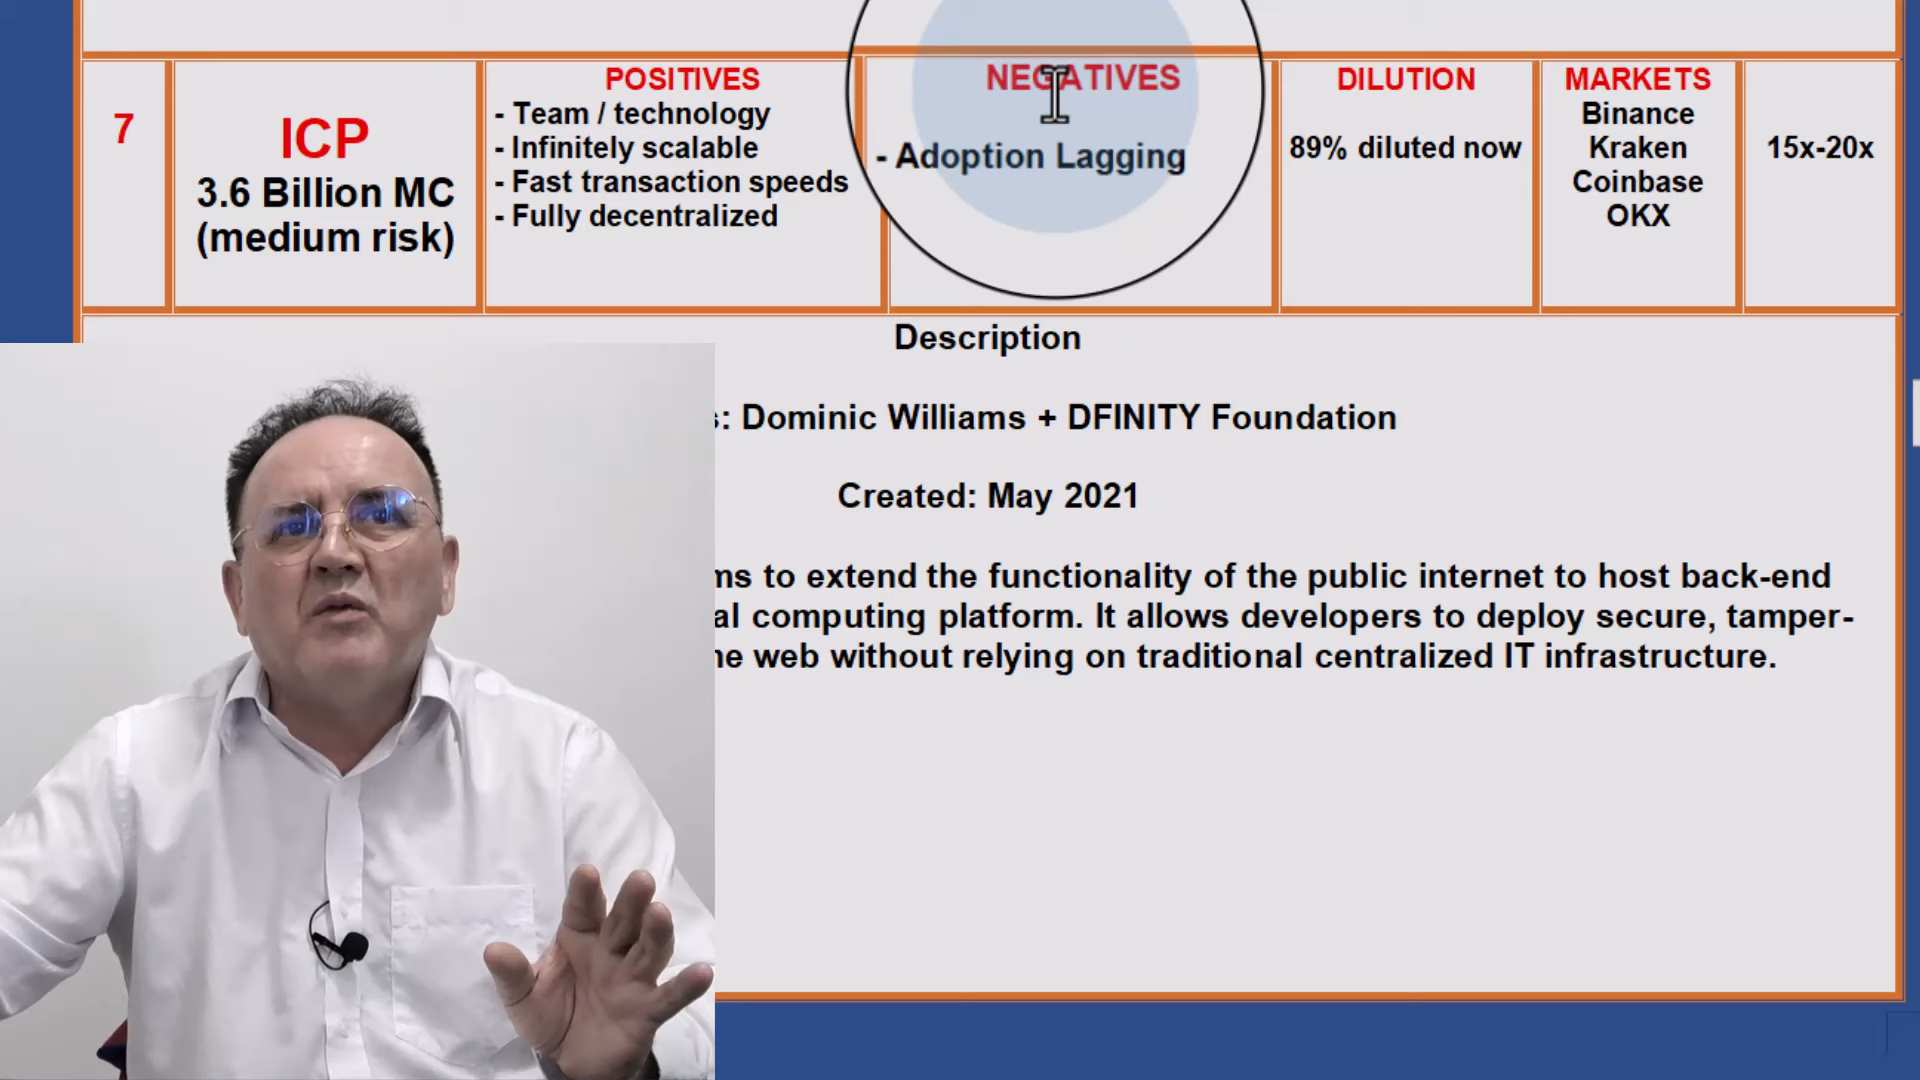 7
ICP
3.6 Billion MC
(medium risk)
POSITIVES
- Team / technology
- Infinitely scalable
- Fast transaction speeds
- Fully decentralized
NEGATIVES
- Adoption Lagging
DILUTION
89% diluted now
MARKETS
Binance
Kraken
Coinbase
OKX
15x-20x
Description
: Dominic Williams + DFINITY Foundation
Created: May 2021
to extend the functionality of the public internet to host back-end
computing platform. It allows developers to deploy secure, tamper-
web without relying on traditional centralized IT infrastructure.